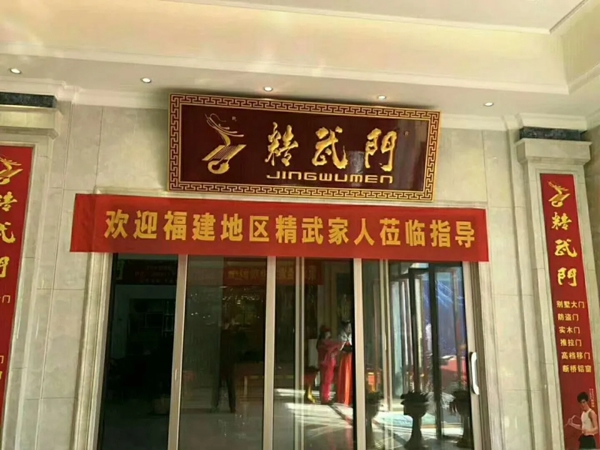 精武門
JINGWUMEN
欢迎福建地区精武家人莅临指导
精武門
别墅大门
防盗门
实木门
推拉门
高档移门
断桥铝窗
精武門